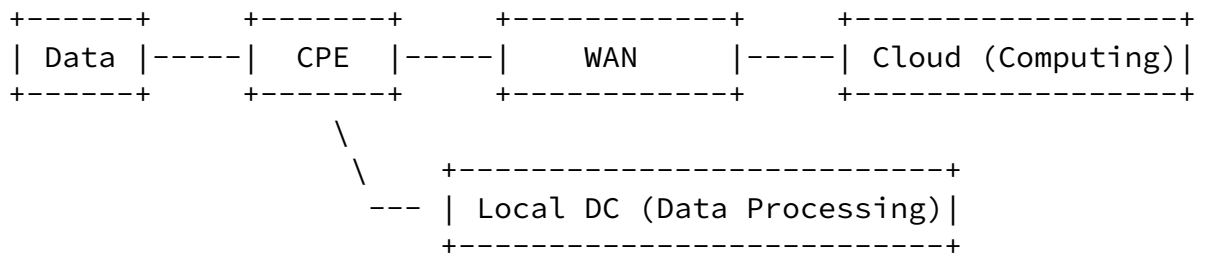 Data CPE WAN Cloud (Computing)
Local DC (Data Processing)